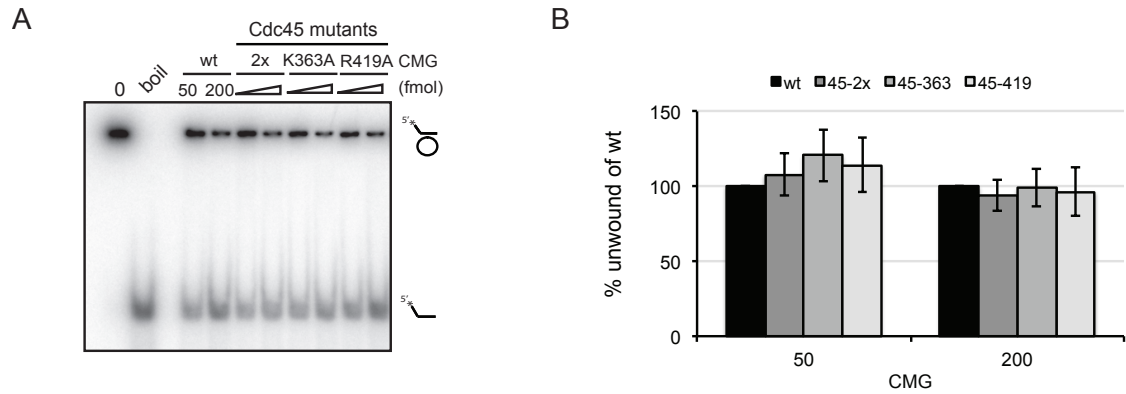 A
Cdc45 mutants
wt 2x K363A R419A CMG
0 boil 50 200 (fmol)
5' *
5' *
B
wt 45-2x 45-363 45-419
150
100
50
0
% unwound of wt
50 200
CMG